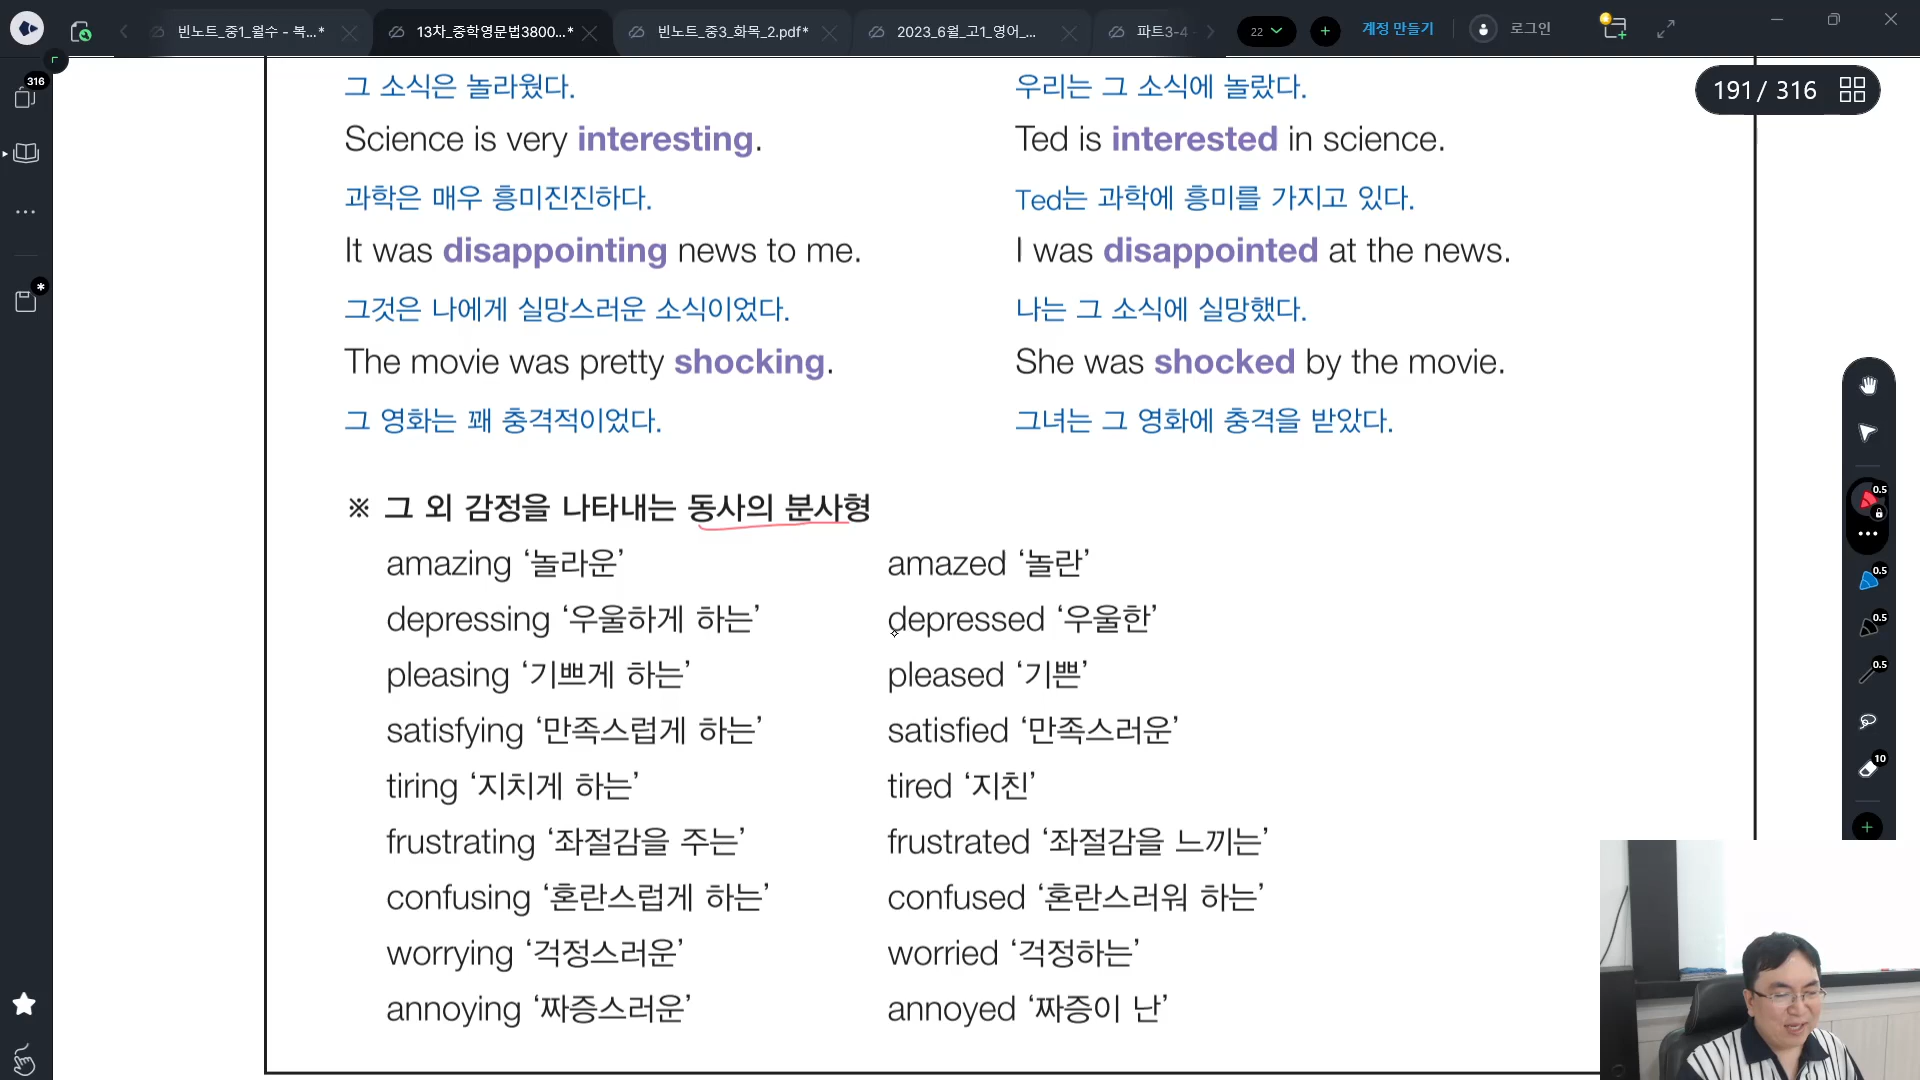 빈노트_중1_월수 - 복...*
13차_중학영문법3800...*
빈노트_중3_화목_2.pdf*
2023_6월_고1_영어_...
파트3-4 -
22
계정 만들기
로그인
316
191/ 316
그 소식은 놀라웠다.
우리는 그 소식에 놀랐다.
Science is very interesting.
Ted is interested in science.
과학은 매우 흥미진진하다.
Ted는 과학에 흥미를 가지고 있다.
It was disappointing news to me.
I was disappointed at the news.
그것은 나에게 실망스러운 소식이었다.
나는 그 소식에 실망했다.
The movie was pretty shocking.
She was shocked by the movie.
그 영화는 꽤 충격적이었다.
그녀는 그 영화에 충격을 받았다.
※ 그 외 감정을 나타내는 동사의 분사형
amazing ‘놀라운’
amazed ‘놀란’
depressing ‘우울하게 하는’
depressed ‘우울한’
pleasing ‘기쁘게 하는’
pleased ‘기쁜’
satisfying ‘만족스럽게 하는’
satisfied ‘만족스러운’
tiring ‘지치게 하는’
tired ‘지친’
frustrating ‘좌절감을 주는’
frustrated ‘좌절감을 느끼는’
confusing ‘혼란스럽게 하는’
confused ‘혼란스러워 하는’
worrying ‘걱정스러운’
worried ‘걱정하는’
annoying ‘짜증스러운’
annoyed ‘짜증이 난’
0.5
0.5
0.5
0.5
10